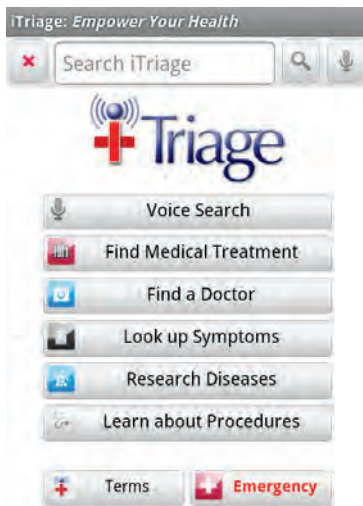 iTriage: Empower Your Health
Search iTriage
iTriage
Voice Search
Find Medical Treatment
Find a Doctor
Look up Symptoms
Research Diseases
Learn about Procedures
Terms
Emergency